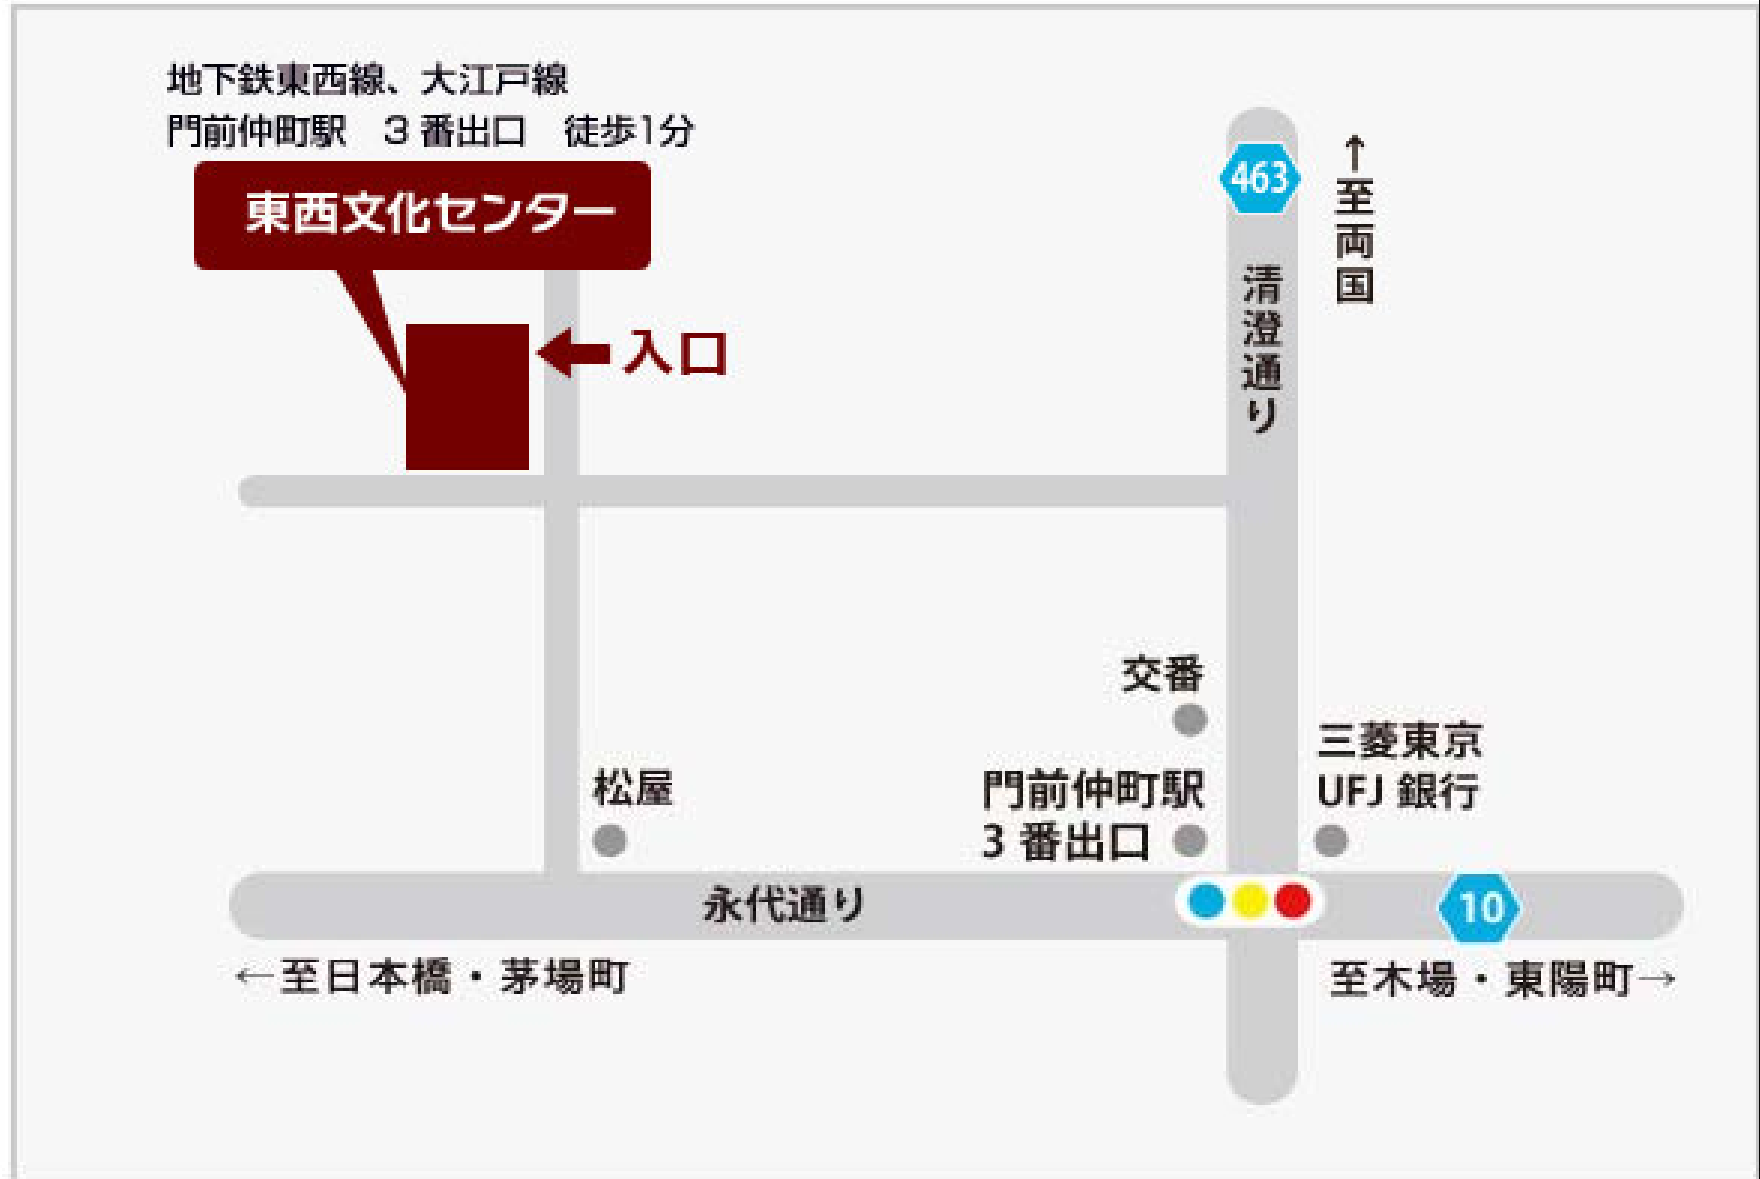 地下鉄東西線、大江戸線
門前仲町駅　3 番出口　徒歩1分
東西文化センター
入口
463
↑至両国
清澄通り
交番
三菱東京
UFJ 銀行
松屋
門前仲町駅
3 番出口
永代通り
10
←至日本橋・茅場町
至木場・東陽町→